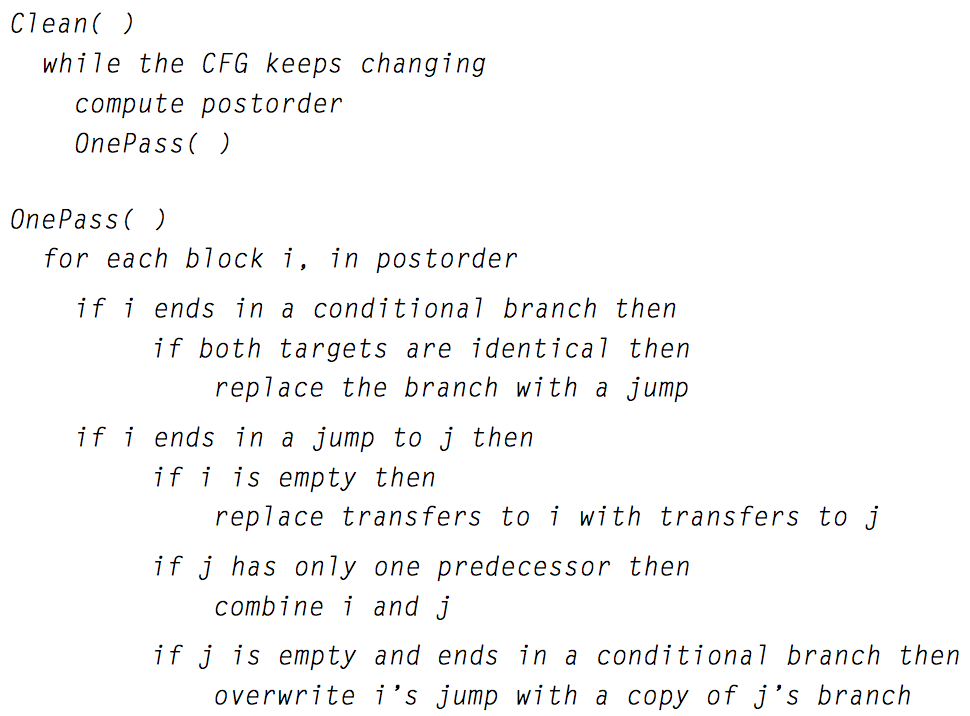 Clean( )
while the CFG keeps changing
compute postorder
OnePass( )
OnePass( )
for each block i, in postorder
if i ends in a conditional branch then
if both targets are identical then
replace the branch with a jump
if i ends in a jump to j then
if i is empty then
replace transfers to i with transfers to j
if j has only one predecessor then
combine i and j
if j is empty and ends in a conditional branch then
overwrite i’s jump with a copy of j’s branch